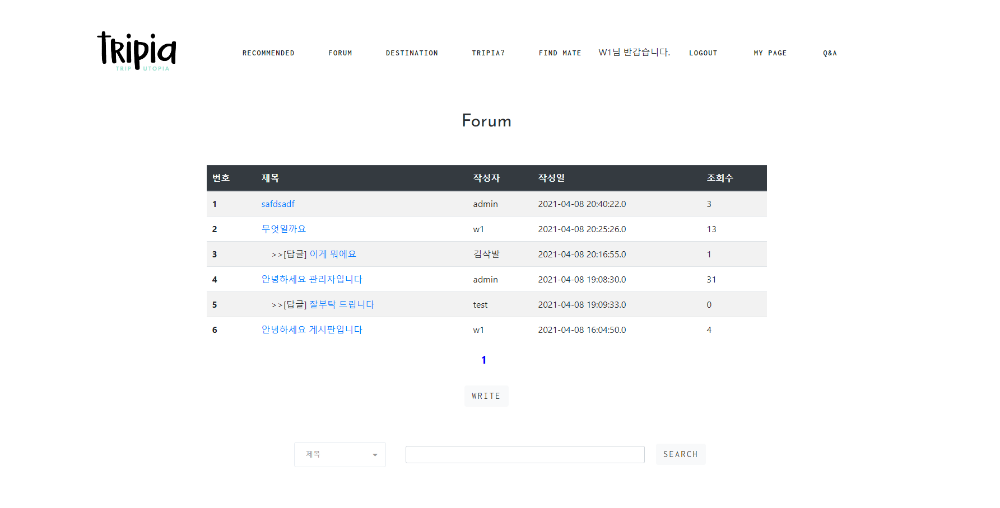 TRipia
TRIP UTOPIA
RECOMMENDED FORUM DESTINATION TRIPIA? FIND MATE W1님 반갑습니다. LOGOUT MY PAGE Q&A
Forum
번호 제목 작성자 작성일 조회수
1 safdsadf admin 2021-04-08 20:40:22.0 3
2 무엇일까요 w1 2021-04-08 20:25:26.0 13
3 >>[답글] 이게 뭐에요 김삭발 2021-04-08 20:16:55.0 1
4 안녕하세요 관리자입니다 admin 2021-04-08 19:08:30.0 31
5 >>[답글] 잘부탁 드립니다 test 2021-04-08 19:09:33.0 0
6 안녕하세요 게시판입니다 w1 2021-04-08 16:04:50.0 4
1
WRITE
제목 SEARCH